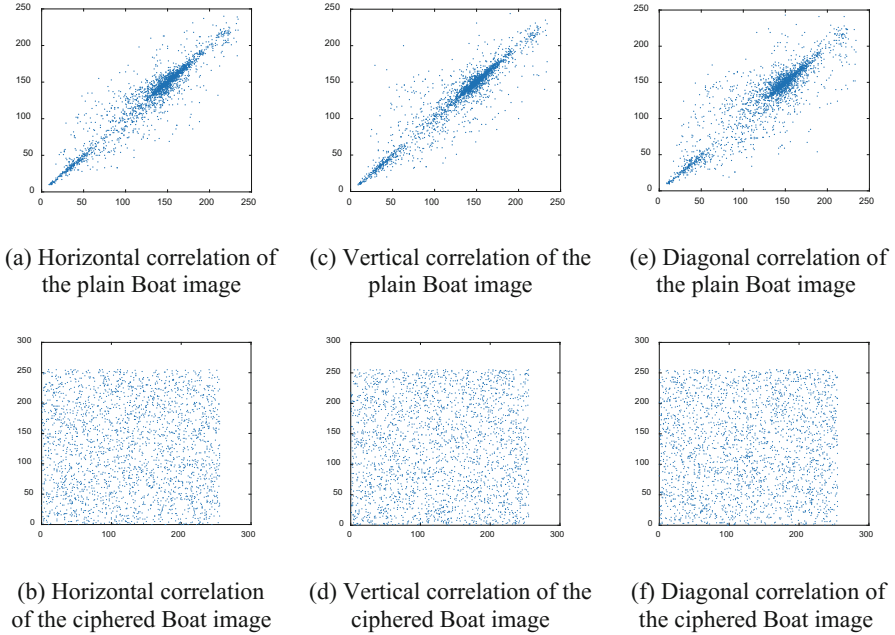 250
200
150
100
50
0
0 50 100 150 200 250
250
200
150
100
50
0
0 50 100 150 200 250
250
200
150
100
50
0
0 50 100 150 200 250
(a) Horizontal correlation of
the plain Boat image
(c) Vertical correlation of the
plain Boat image
(e) Diagonal correlation of
the plain Boat image
300
250
200
150
100
50
0
0 100 200 300
300
250
200
150
100
50
0
0 100 200 300
300
250
200
150
100
50
0
0 100 200 300
(b) Horizontal correlation
of the ciphered Boat image
(d) Vertical correlation of the
ciphered Boat image
(f) Diagonal correlation of
the ciphered Boat image